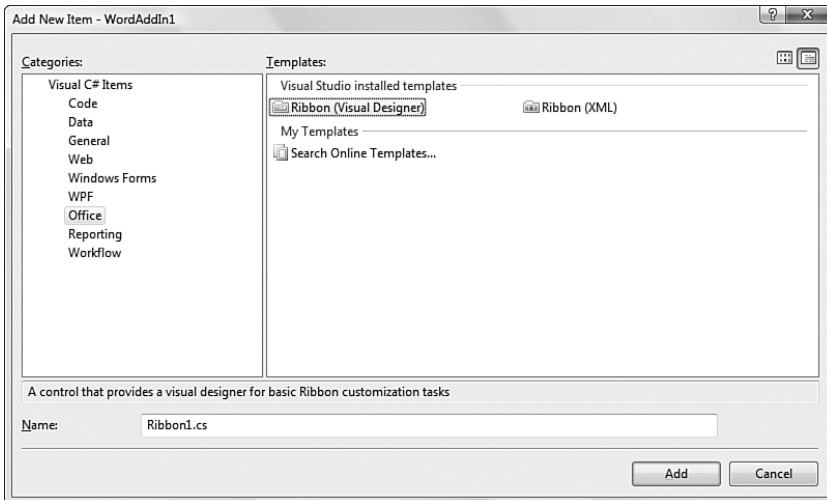 Add New Item - WordAddIn1
Categories:
Templates:
Visual C# Items
Code
Data
General
Web
Windows Forms
WPF
Office
Reporting
Workflow
Visual Studio installed templates
Ribbon (Visual Designer)
Ribbon (XML)
My Templates
Search Online Templates...
A control that provides a visual designer for basic Ribbon customization tasks
Name:
Ribbon1.cs
Add
Cancel